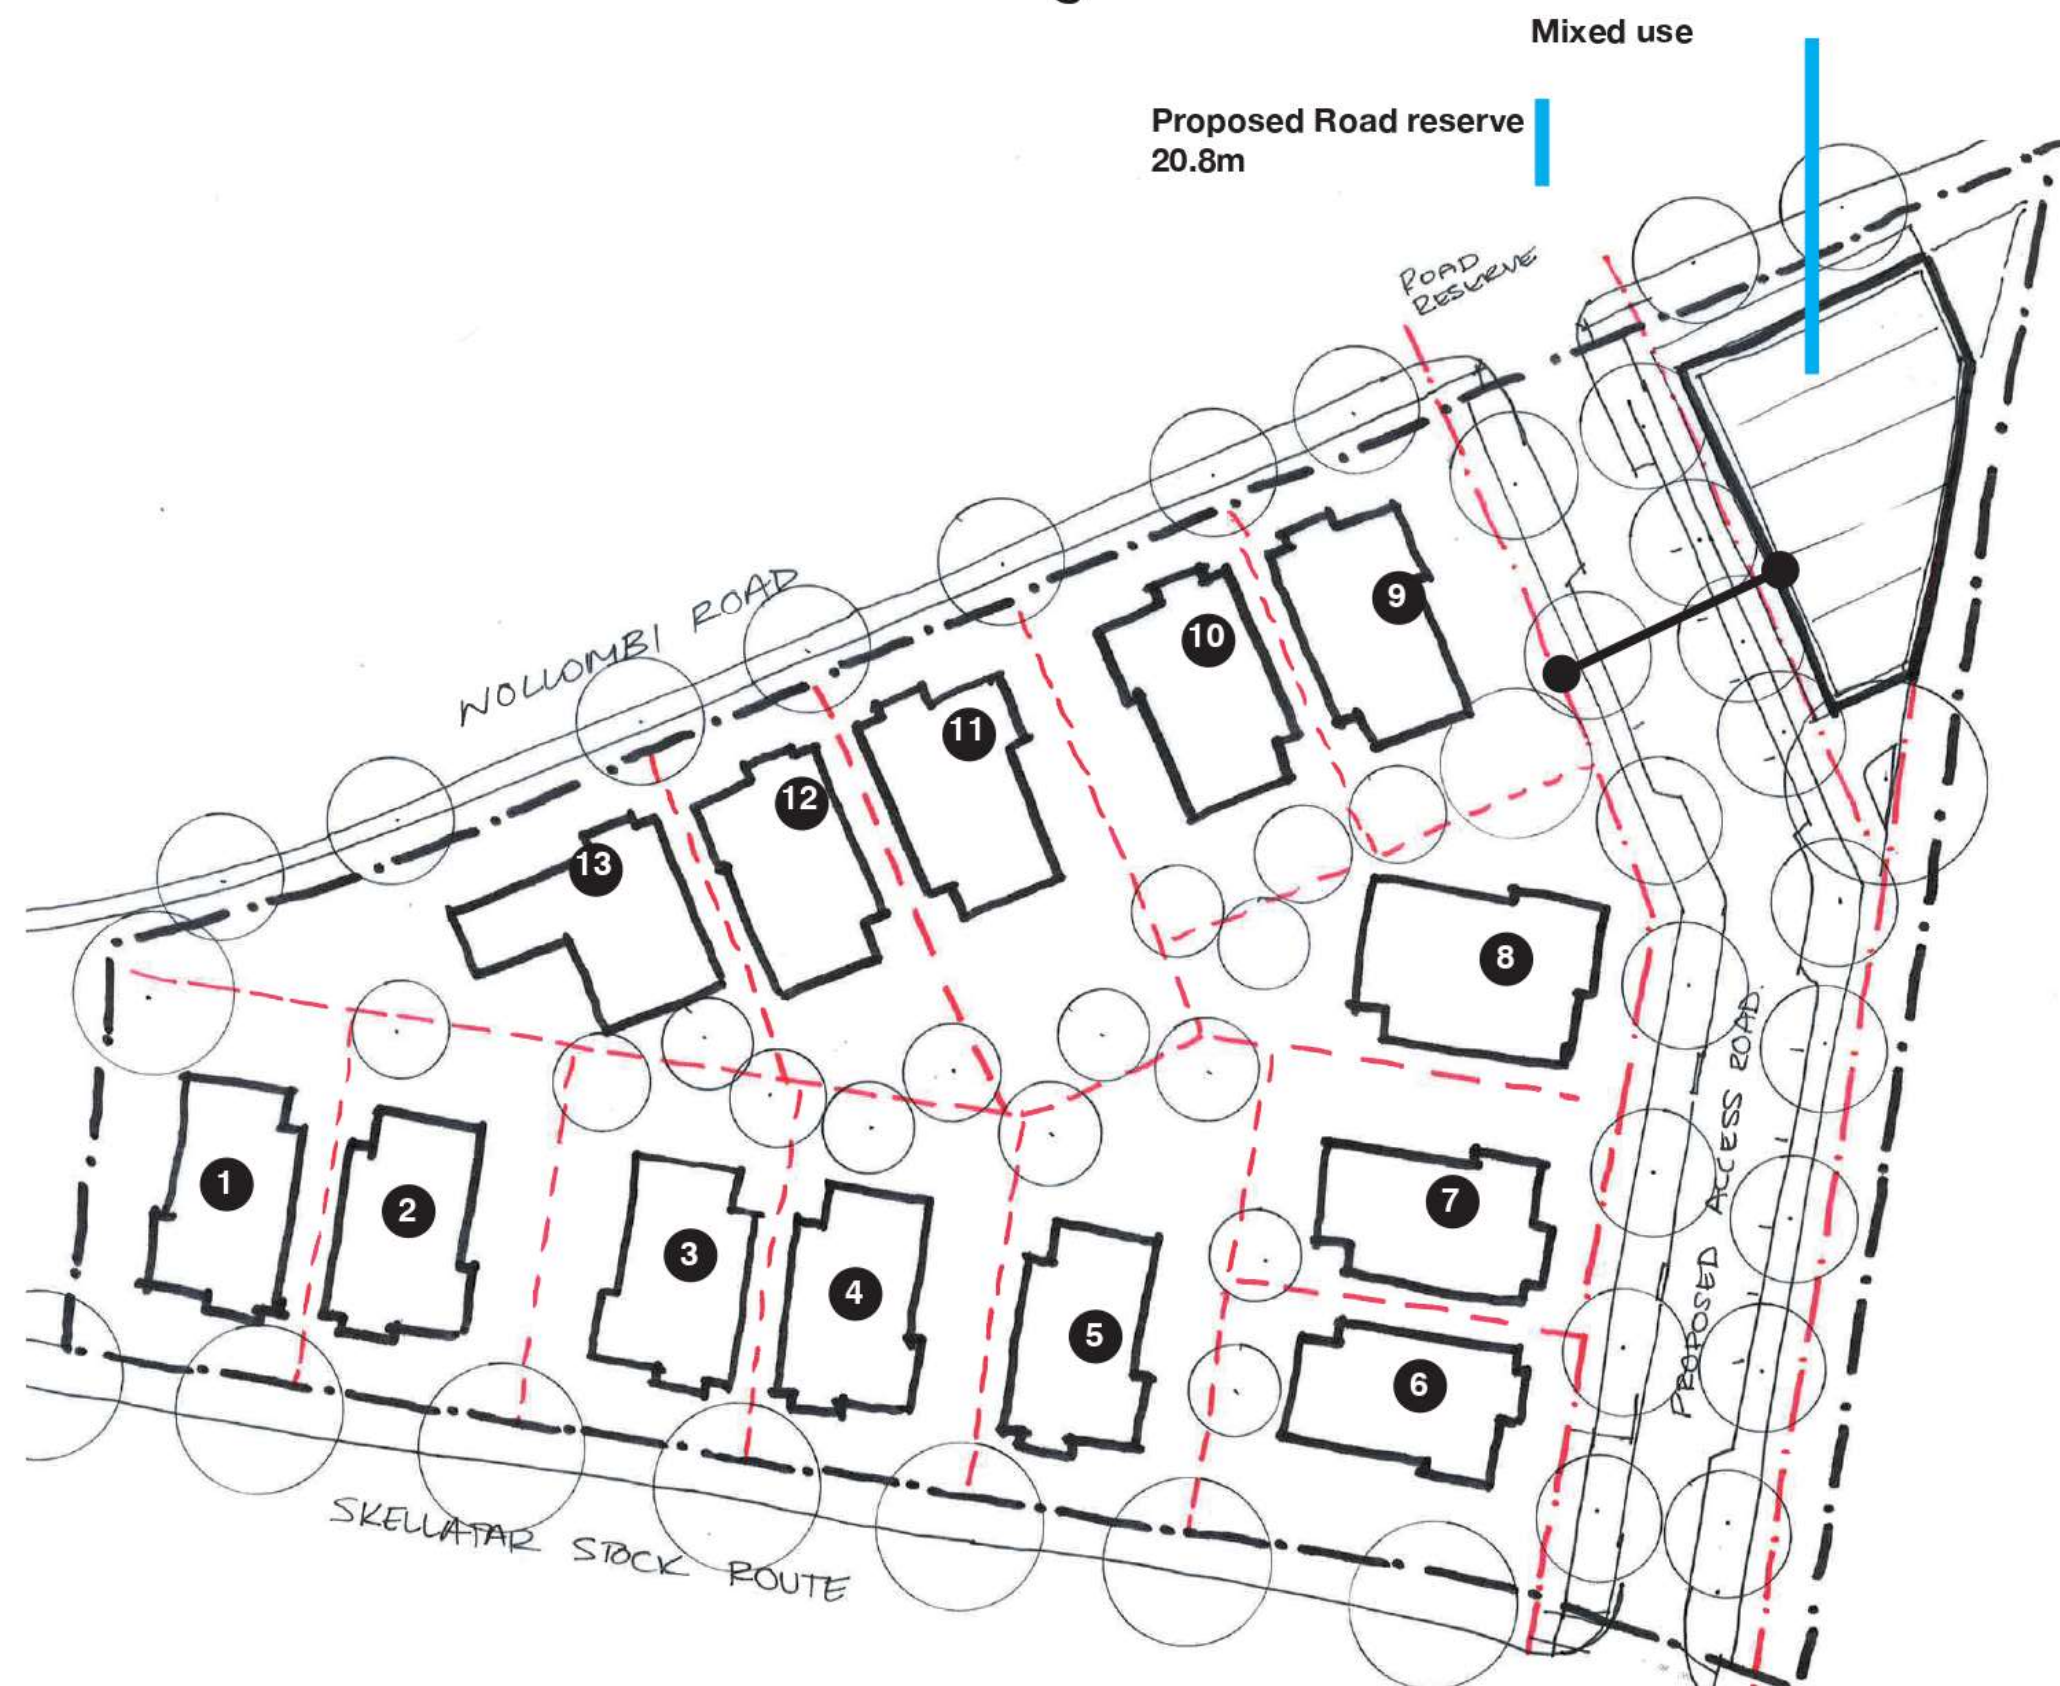 Mixed use
Proposed Road reserve
20.8m
ROAD
RESERVE
WOLLOMBI ROAD
9
10
11
12
13
8
1
2
3
4
5
7
6
PROPOSED ACCESS ROAD.
SKELLATAR STOCK ROUTE